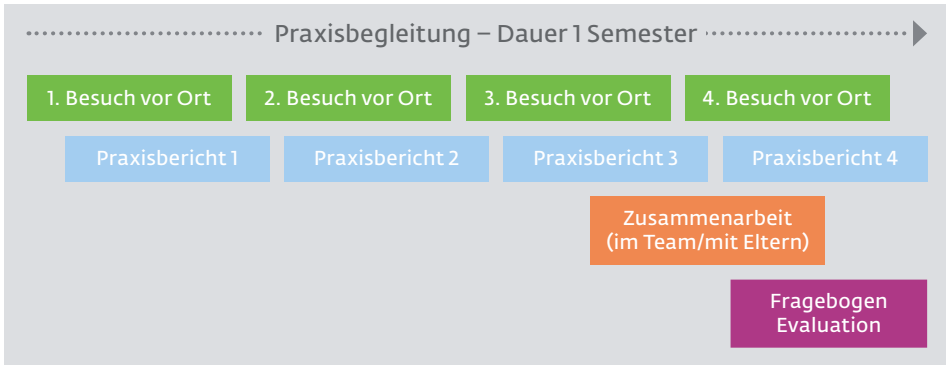 Praxisbegleitung – Dauer 1 Semester
1. Besuch vor Ort
2. Besuch vor Ort
3. Besuch vor Ort
4. Besuch vor Ort
Praxisbericht 1
Praxisbericht 2
Praxisbericht 3
Praxisbericht 4
Zusammenarbeit
(im Team/mit Eltern)
Fragebogen
Evaluation